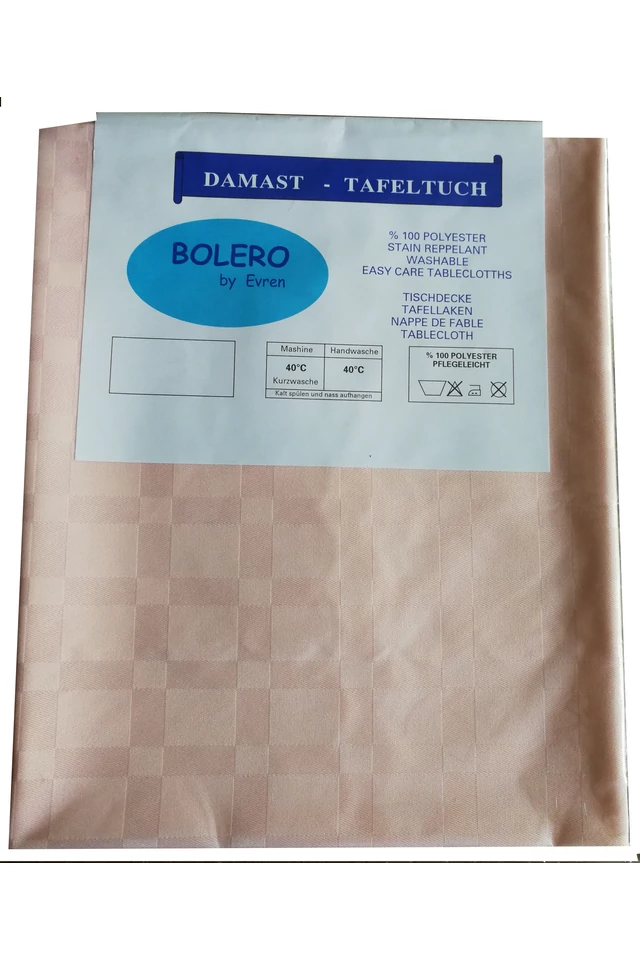 DAMAST - TAFELTUCH
BOLERO
by Evren
% 100 POLYESTER
STAIN REPPELANT
WASHABLE
EASY CARE TABLECLOTTHS
TISCHDECKE
TAFELLAKEN
NAPPE DE FABLE
TABLECLOTH
Mashine Handwasche
40°C 40°C
Kurzwasche
Kalt spülen und nass aufhangen
% 100 POLYESTER
PFLEGELEICHT